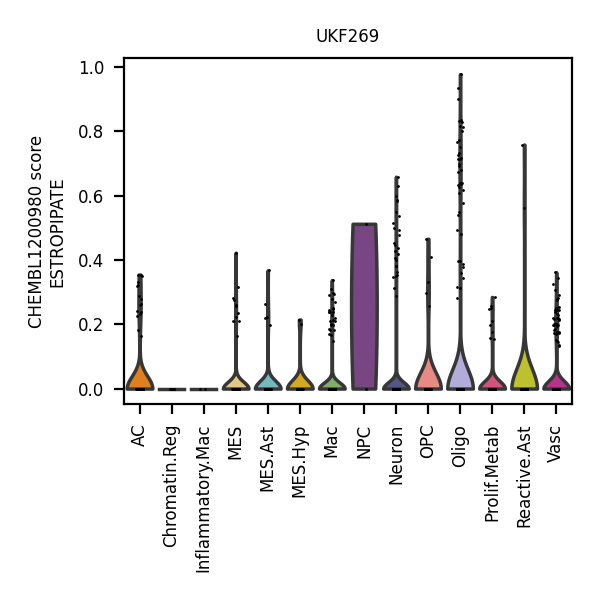 UKF269
CHEMBL1200980 score
ESTROPIPATE
1.0
0.8
0.6
0.4
0.2
0.0
AC
Chromatin.Reg
Inflammatory.Mac
MES
MES.Ast
MES.Hyp
Mac
NPC
Neuron
OPC
Oligo
Prolif.Metab
Reactive.Ast
Vasc